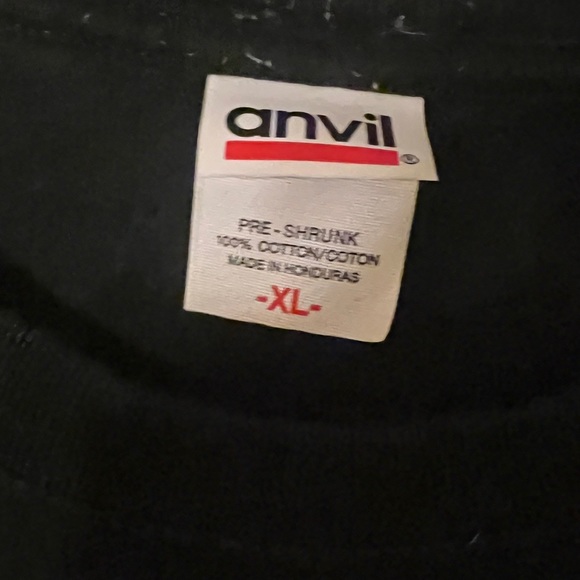 anvil®
PRE-SHRUNK
100% COTTON/COTON
MADE IN HONDURAS
-XL-